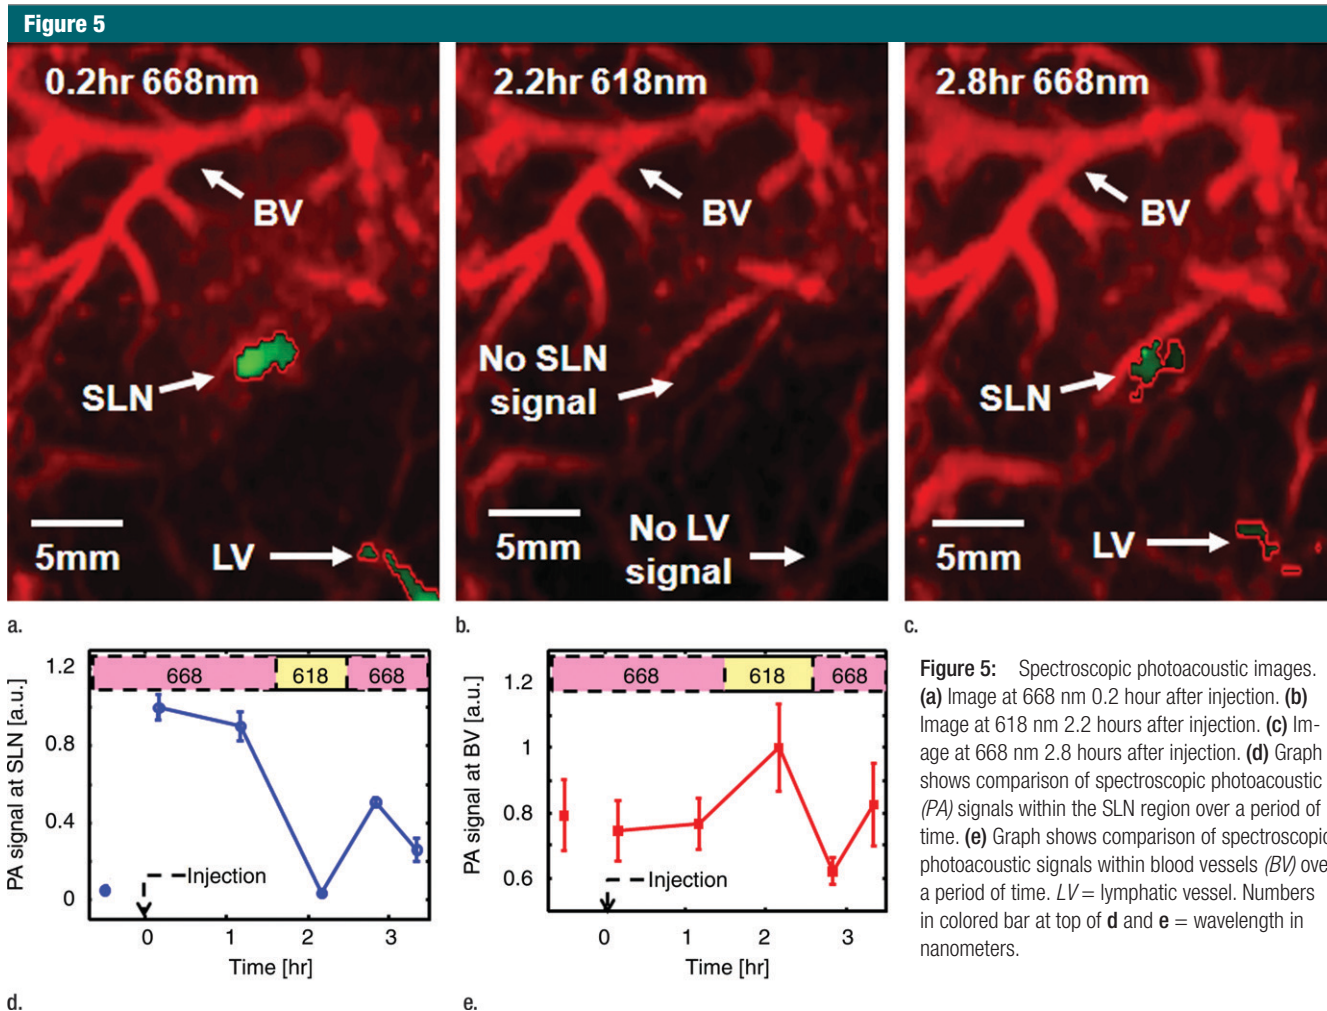 Figure 5
0.2hr 668nm
BV
SLN
5mm
LV
2.2hr 618nm
BV
No SLN
signal
5mm
No LV
signal
2.8hr 668nm
BV
SLN
5mm
LV
a.
b.
c.
PA signal at SLN [a.u.]
1.2
0.8
0.4
0
668
618
668
Injection
0
1
2
3
Time [hr]
d.
PA signal at BV [a.u.]
1.2
1
0.8
0.6
668
618
668
Injection
0
1
2
3
Time [hr]
e.
Figure 5: Spectroscopic photoacoustic images.
(a) Image at 668 nm 0.2 hour after injection. (b)
Image at 618 nm 2.2 hours after injection. (c) Im-
age at 668 nm 2.8 hours after injection. (d) Graph
shows comparison of spectroscopic photoacoustic
(PA) signals within the SLN region over a period of
time. (e) Graph shows comparison of spectroscopic
photoacoustic signals within blood vessels (BV) ove
a period of time. LV = lymphatic vessel. Numbers
in colored bar at top of d and e = wavelength in
nanometers.